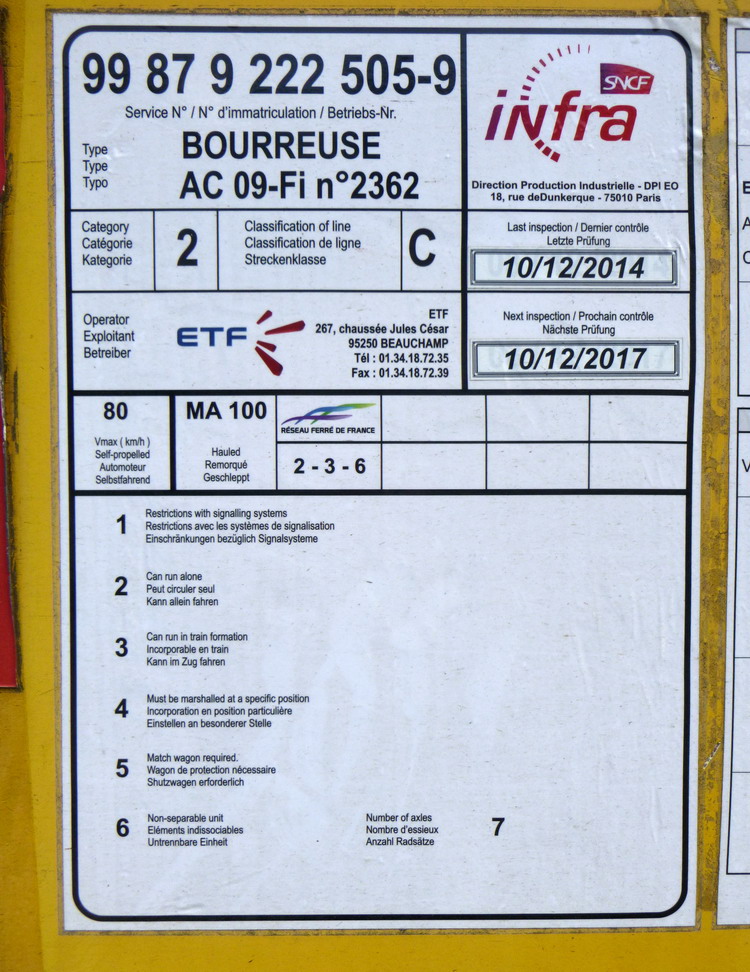 99 87 9 222 505-9
Service N° / N° d'immatriculation / Betriebs-Nr.
Type
Type
Typo
BOURREUSE
AC 09-Fi n°2362
SNCF
infra
Direction Production Industrielle - DPI EO
18, rue deDunkerque - 75010 Paris
Category
Catégorie
Kategorie
2
Classification of line
Classification de ligne
Streckenklasse
C
Last inspection / Dernier contrôle
Letzte Prüfung
10/12/2014
Operator
Exploitant
Betreiber
ETF
ETF
267, chaussée Jules César
95250 BEAUCHAMP
Tél : 01.34.18.72.35
Fax : 01.34.18.72.39
Next inspection / Prochain contrôle
Nächste Prüfung
10/12/2017
80
Vmax ( km/h )
Self-propelled
Automoteur
Selbstfahrend
MA 100
Hauled
Remorqué
Geschleppt
RÉSEAU FERRÉ DE FRANCE
2 - 3 - 6
1
Restrictions with signalling systems
Restrictions avec les systèmes de signalisation
Einschränkungen bezüglich Signalsysteme
2
Can run alone
Peut circuler seul
Kann allein fahren
3
Can run in train formation
Incorporable en train
Kann im Zug fahren
4
Must be marshalled at a specific position
Incorporation en position particulière
Einstellen an besonderer Stelle
5
Match wagon required.
Wagon de protection nécessaire
Shutzwagen erforderlich
6
Non-separable unit
Eléments indissociables
Untrennbare Einheit
Number of axles
Nombre d'essieux
Anzahl Radsätze
7